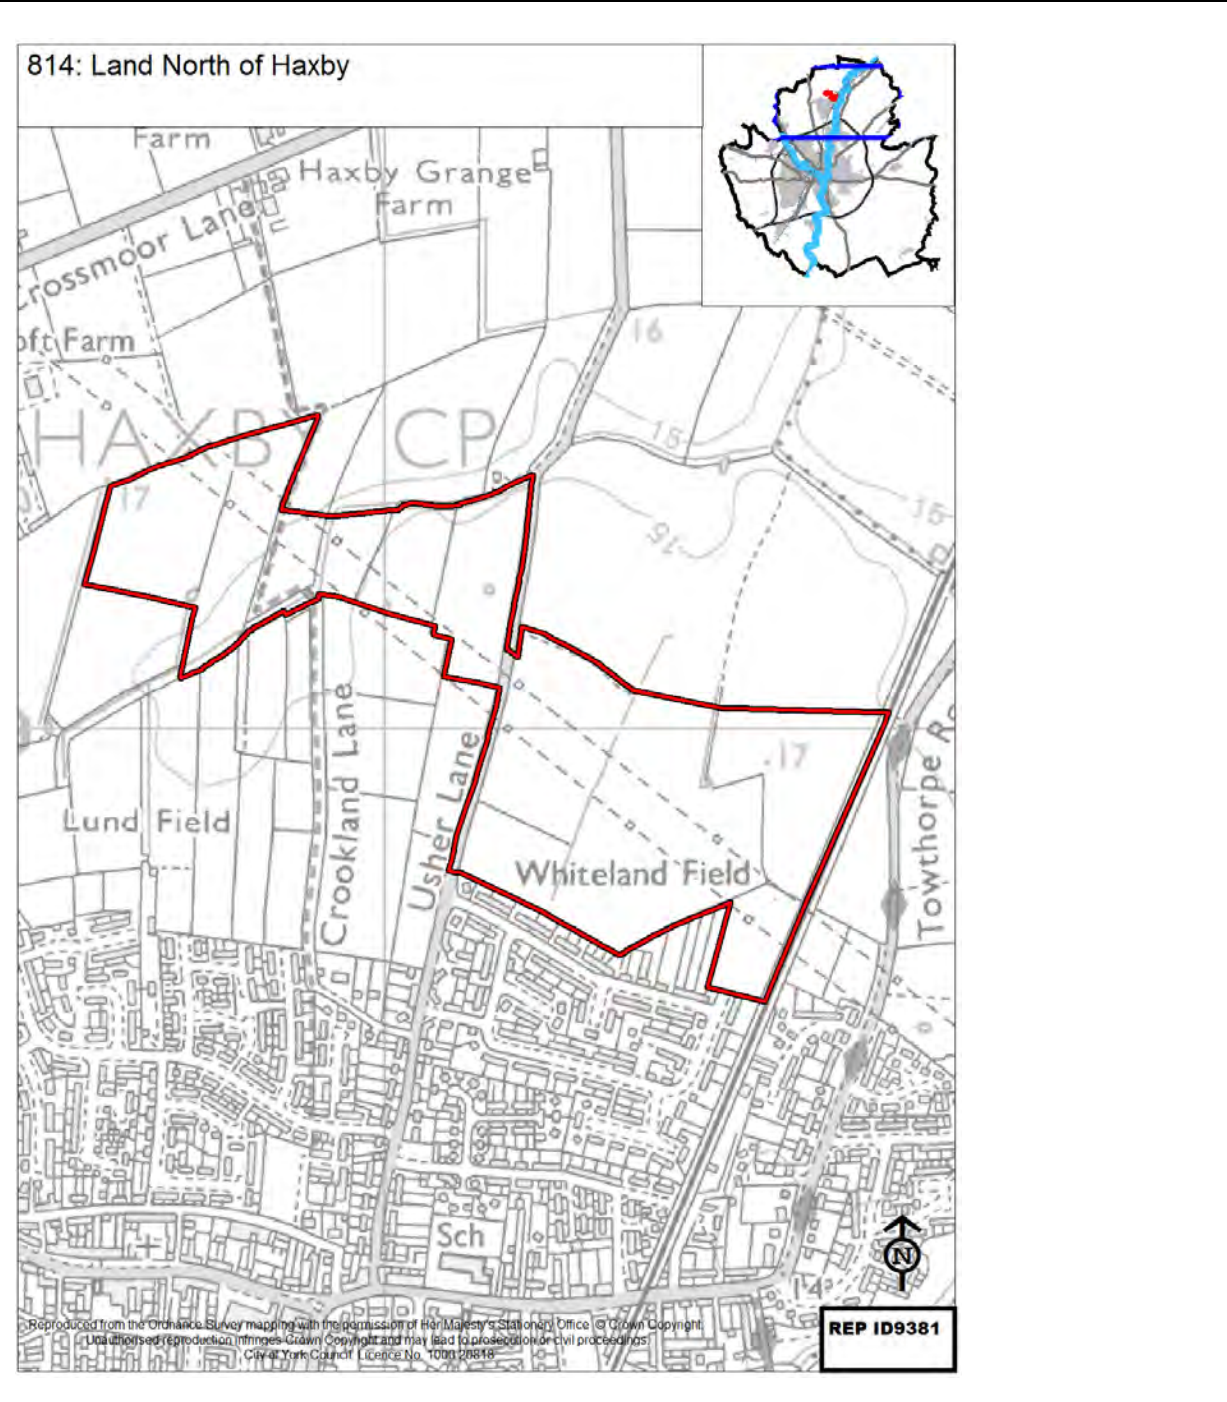 814: Land North of Haxby
Farm
Haxby Grange
Farm
Crossmoor Lane
oft Farm
16
HAXBY CP
15
17
15
15
17
Crookland Lane
Usher Lane
Towthorpe Ro
Lund Field
Whiteland Field
Sch
14
N
Reproduced from the Ordnance Survey mapping with the permission of Her Majesty's Stationery Office © Crown Copyright.
Unauthorised reproduction infringes Crown Copyright and may lead to prosecution or civil proceedings.
City of York Council Licence No. 1000 20818
REP ID9381